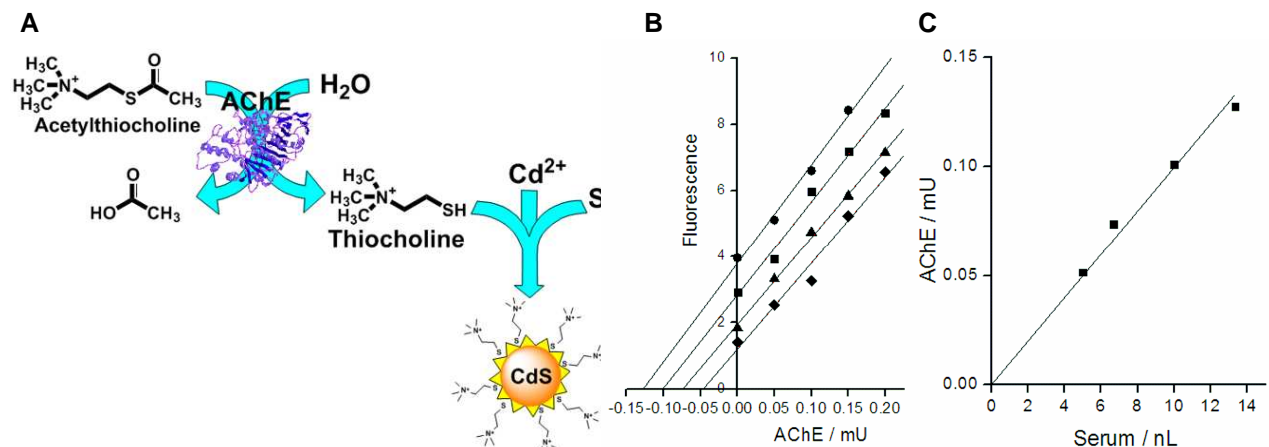 A
H₃C
H₃C
H₃C
N⁺
S
O
CH₃
Acetylthiocholine
AChE
H₂O
O
HO
CH₃
H₃C
H₃C
H₃C
N⁺
SH
Thiocholine
Cd²⁺
S
CdS
N⁺
N⁺
N⁺
N⁺
N⁺
N⁺
N⁺
N⁺
S
S
S
S
S
S
S
S
B
Fluorescence
10
8
6
4
2
0
-0.15 -0.10 -0.05 0.00 0.05 0.10 0.15 0.20
AChE / mU
C
AChE / mU
0.15
0.10
0.05
0.00
0 2 4 6 8 10 12 14
Serum / nL